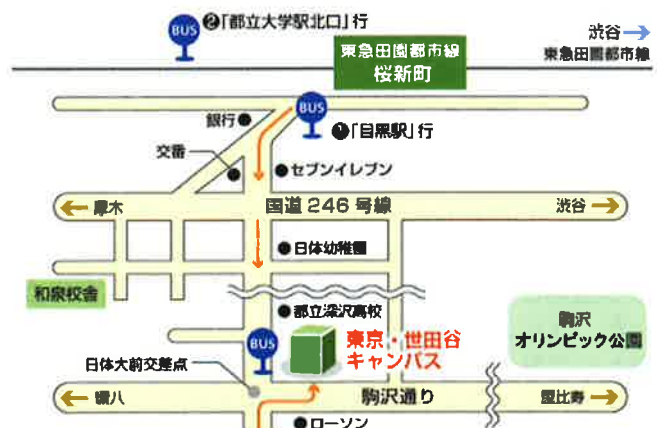 BUS
❷「都立大学駅北口」行
渋谷
東急田園都市線
東急田園都市線
桜新町
BUS
❶「目黒駅」行
銀行
交番
セブンイレブン
厚木
国道246号線
渋谷
日体幼稚園
和泉校舎
都立深沢高校
BUS
東京・世田谷
キャンパス
駒沢
オリンピック公園
日体大前交差点
環八
駒沢通り
恵比寿
ローソン